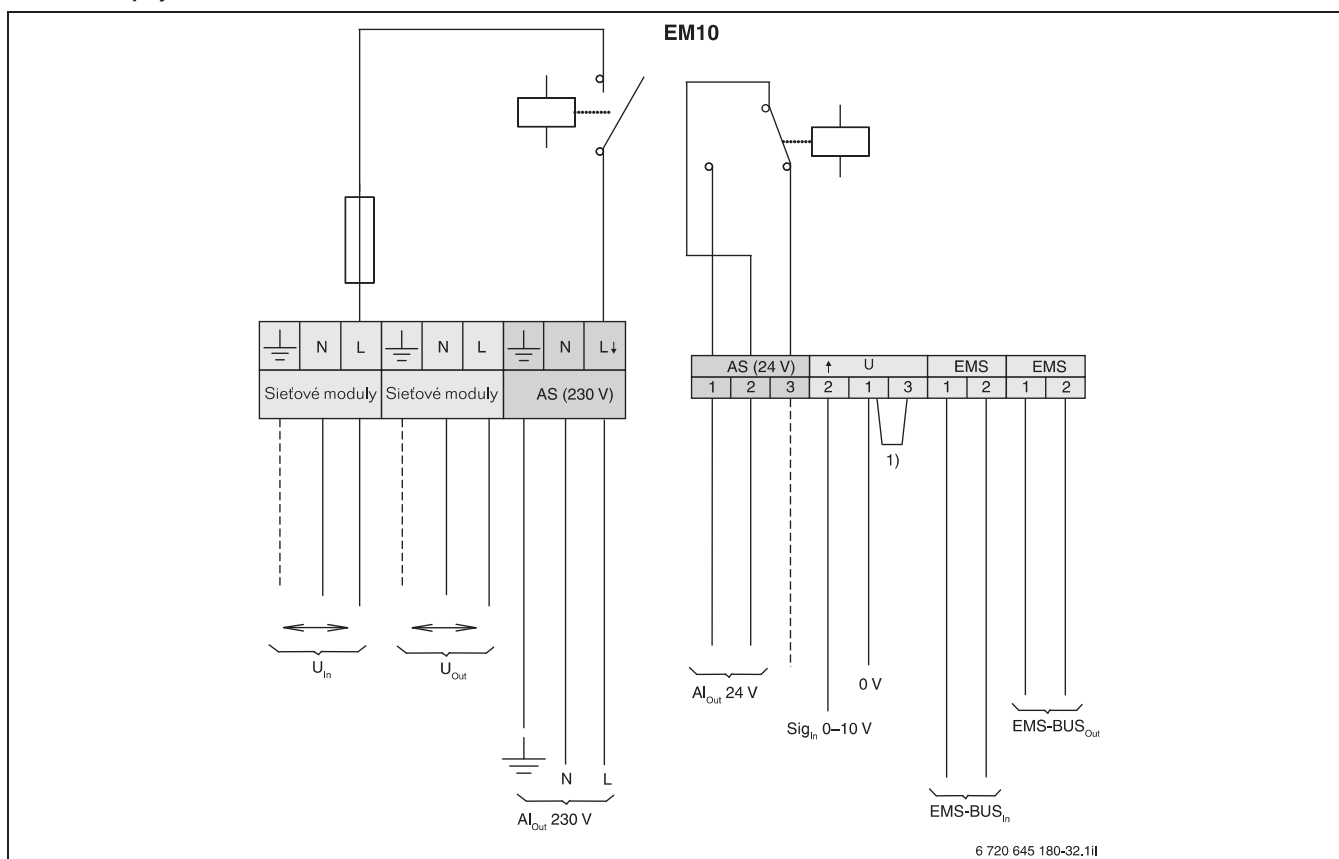 EM10
N L N L N L↓
Sieťové moduly Sieťové moduly AS (230 V)
AS (24 V) ↑ U EMS EMS
1 2 3 2 1 3 1 2 1 2
1)
U_In U_Out
AI_Out 24 V
0 V
Sig_In 0–10 V
EMS-BUS_Out
N L
AI_Out 230 V
EMS-BUS_In
6 720 645 180-32.1il